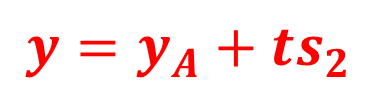 y = y_A + ts_2